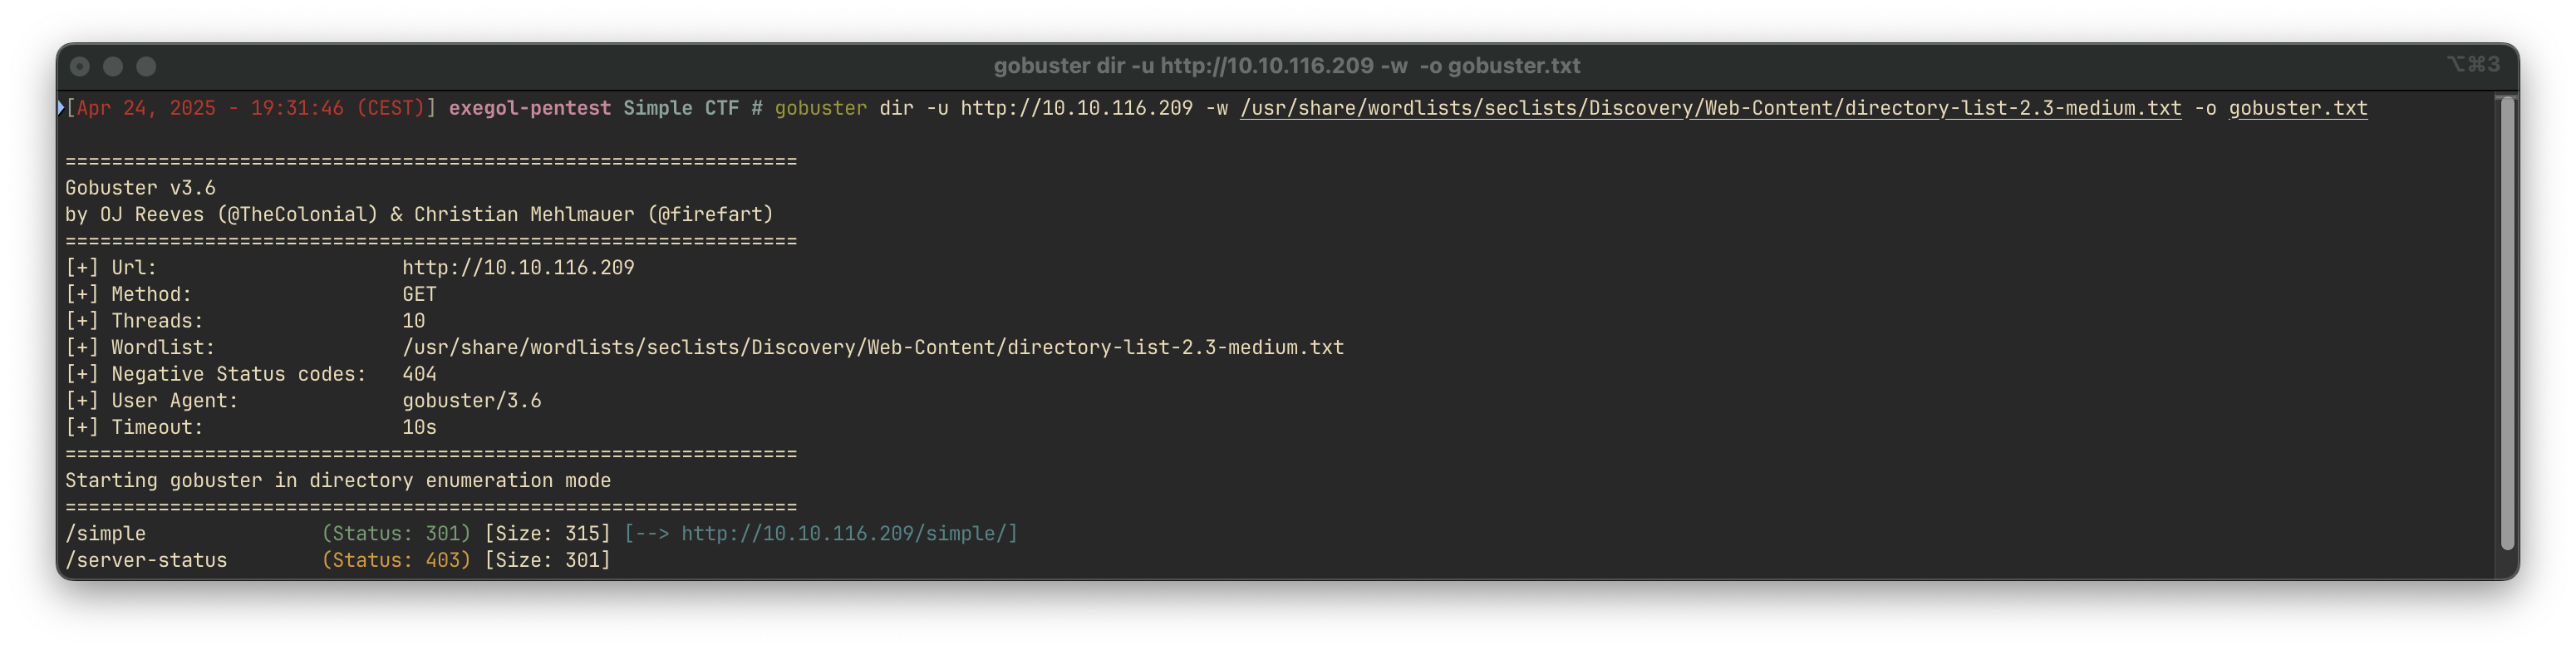 gobuster dir -u http://10.10.116.209 -w  -o gobuster.txt
⌥⌘3
[Apr 24, 2025 - 19:31:46 (CEST)] exegol-pentest Simple CTF # gobuster dir -u http://10.10.116.209 -w /usr/share/wordlists/seclists/Discovery/Web-Content/directory-list-2.3-medium.txt -o gobuster.txt
===============================================================
Gobuster v3.6
by OJ Reeves (@TheColonial) & Christian Mehlmauer (@firefart)
===============================================================
[+] Url:                     http://10.10.116.209
[+] Method:                  GET
[+] Threads:                 10
[+] Wordlist:                /usr/share/wordlists/seclists/Discovery/Web-Content/directory-list-2.3-medium.txt
[+] Negative Status codes:   404
[+] User Agent:              gobuster/3.6
[+] Timeout:                 10s
===============================================================
Starting gobuster in directory enumeration mode
===============================================================
/simple               (Status: 301) [Size: 315] [--> http://10.10.116.209/simple/]
/server-status        (Status: 403) [Size: 301]